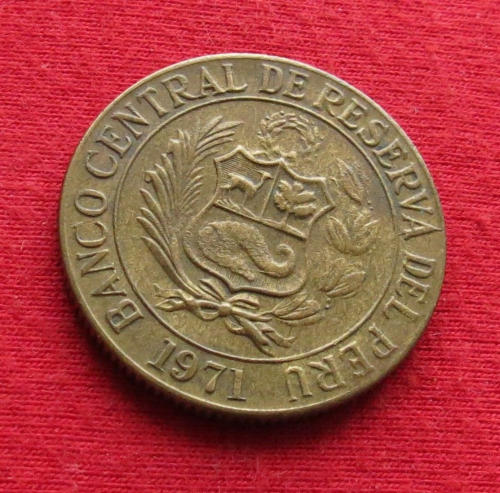 BANCO CENTRAL DE RESERVA DEL PERU
1971